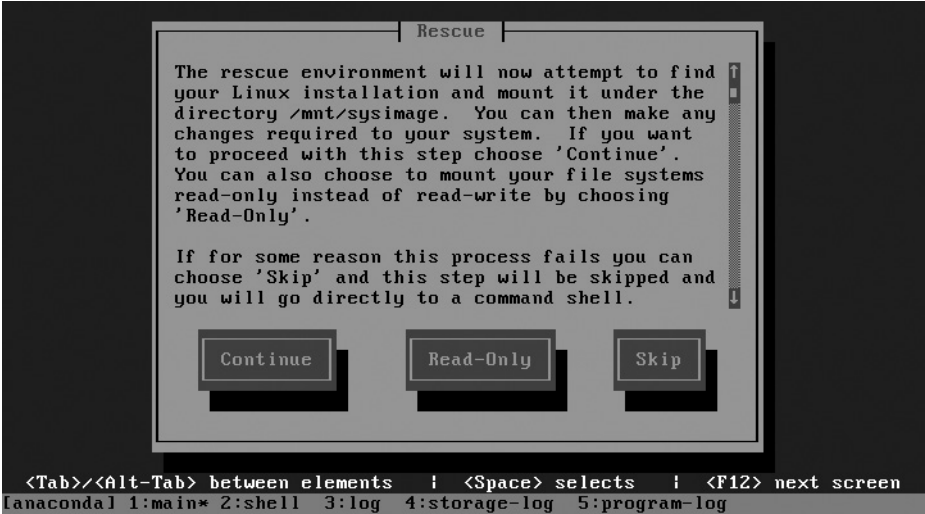 Rescue
The rescue environment will now attempt to find
your Linux installation and mount it under the
directory /mnt/sysimage.  You can then make any
changes required to your system.  If you want
to proceed with this step choose 'Continue'.
You can also choose to mount your file systems
read-only instead of read-write by choosing
'Read-Only'.
If for some reason this process fails you can
choose 'Skip' and this step will be skipped and
you will go directly to a command shell.
Continue Read-Only Skip
<Tab>/<Alt-Tab> between elements | <Space> selects | <F12> next screen
[anaconda] 1:main* 2:shell 3:log 4:storage-log 5:program-log